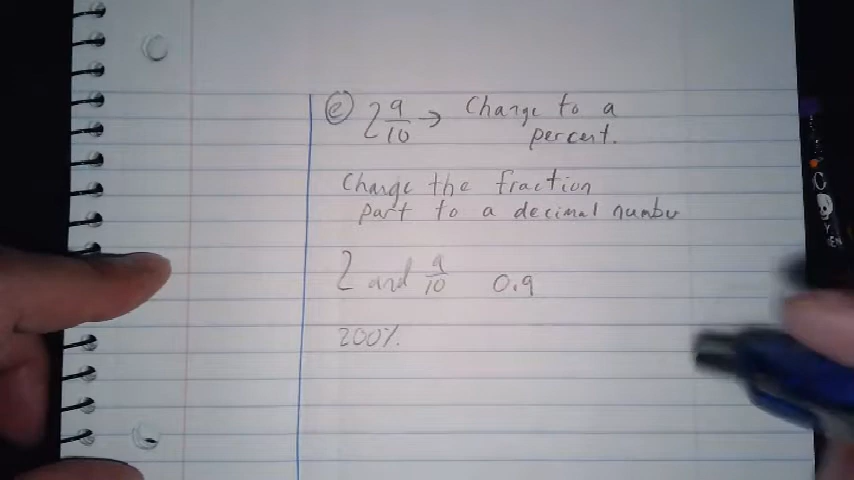 (e) 2 9/10 → Change to a
percent.
Change the fraction
part to a decimal numbe
2 and 9/10 0.9
200%